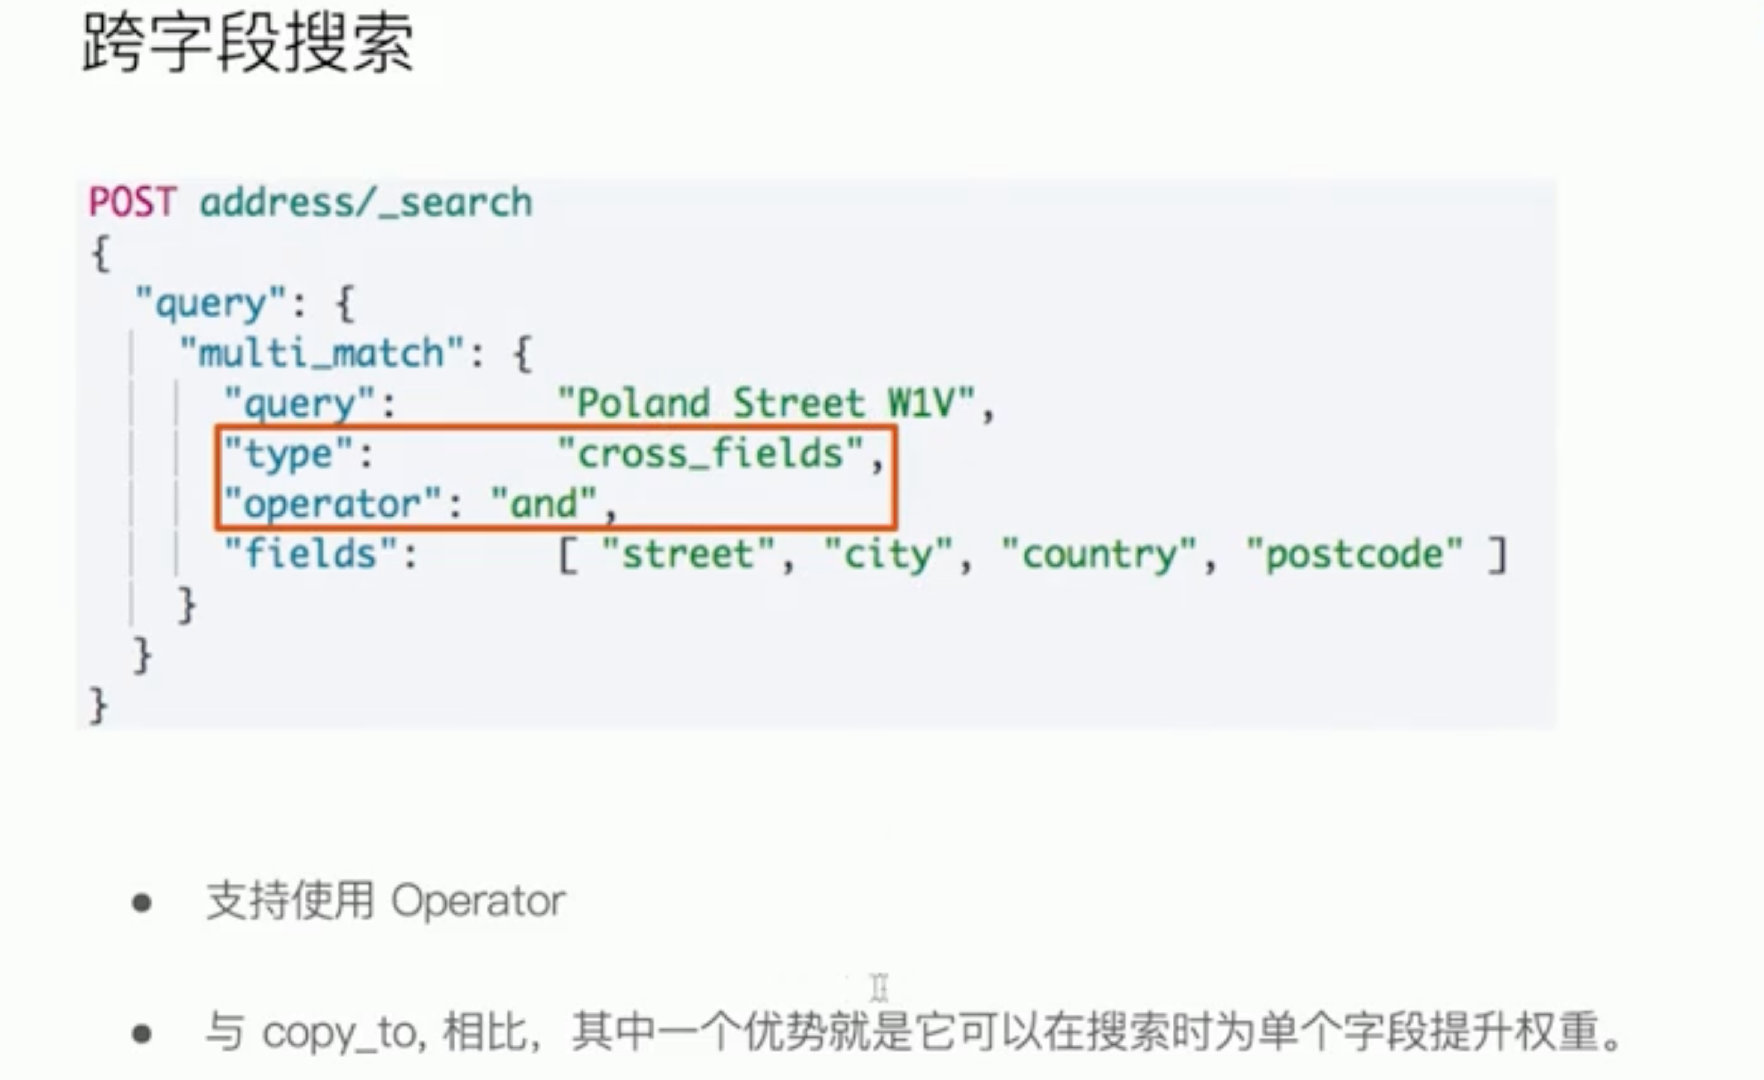 跨字段搜索
POST address/_search
{
  "query": {
    "multi_match": {
      "query":       "Poland Street W1V",
      "type":        "cross_fields",
      "operator": "and",
      "fields":      [ "street", "city", "country", "postcode" ]
    }
  }
}
● 支持使用 Operator
● 与 copy_to, 相比，其中一个优势就是它可以在搜索时为单个字段提升权重。